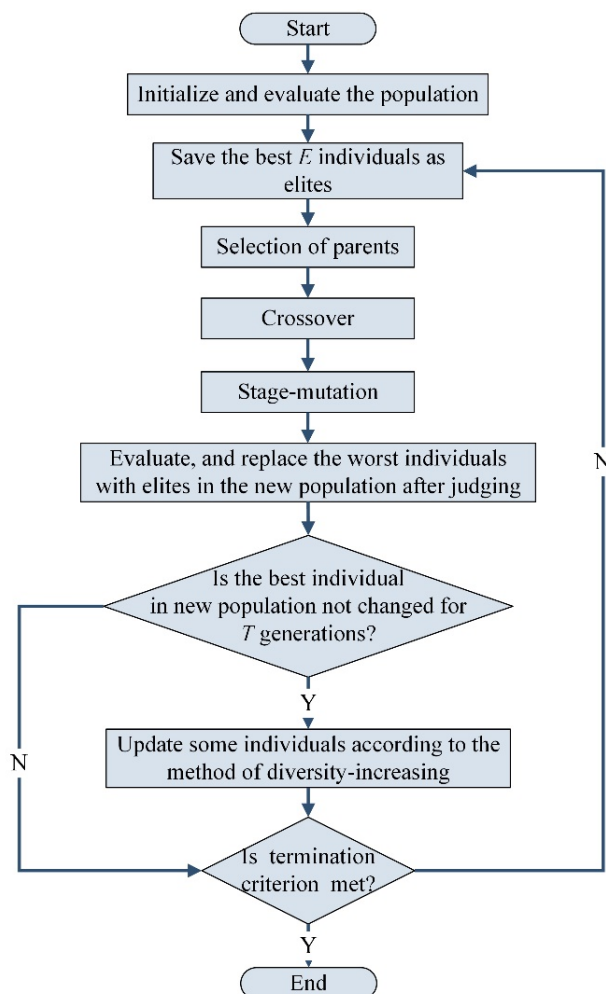 Start
Initialize and evaluate the population
Save the best E individuals as
elites
Selection of parents
Crossover
Stage-mutation
Evaluate, and replace the worst individuals
with elites in the new population after judging
N
Is the best individual
in new population not changed for
T generations?
Y
N
Update some individuals according to the
method of diversity-increasing
Is termination
criterion met?
Y
End